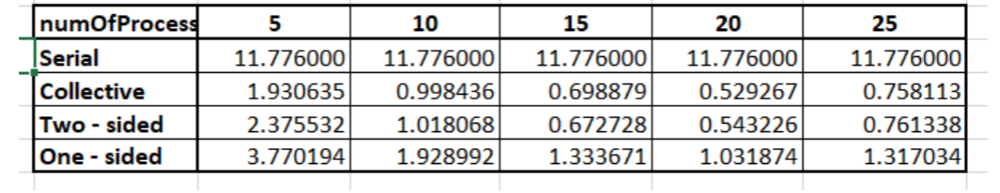 numOfProcess 5 10 15 20 25
Serial 11.776000 11.776000 11.776000 11.776000 11.776000
Collective 1.930635 0.998436 0.698879 0.529267 0.758113
Two - sided 2.375532 1.018068 0.672728 0.543226 0.761338
One - sided 3.770194 1.928992 1.333671 1.031874 1.317034